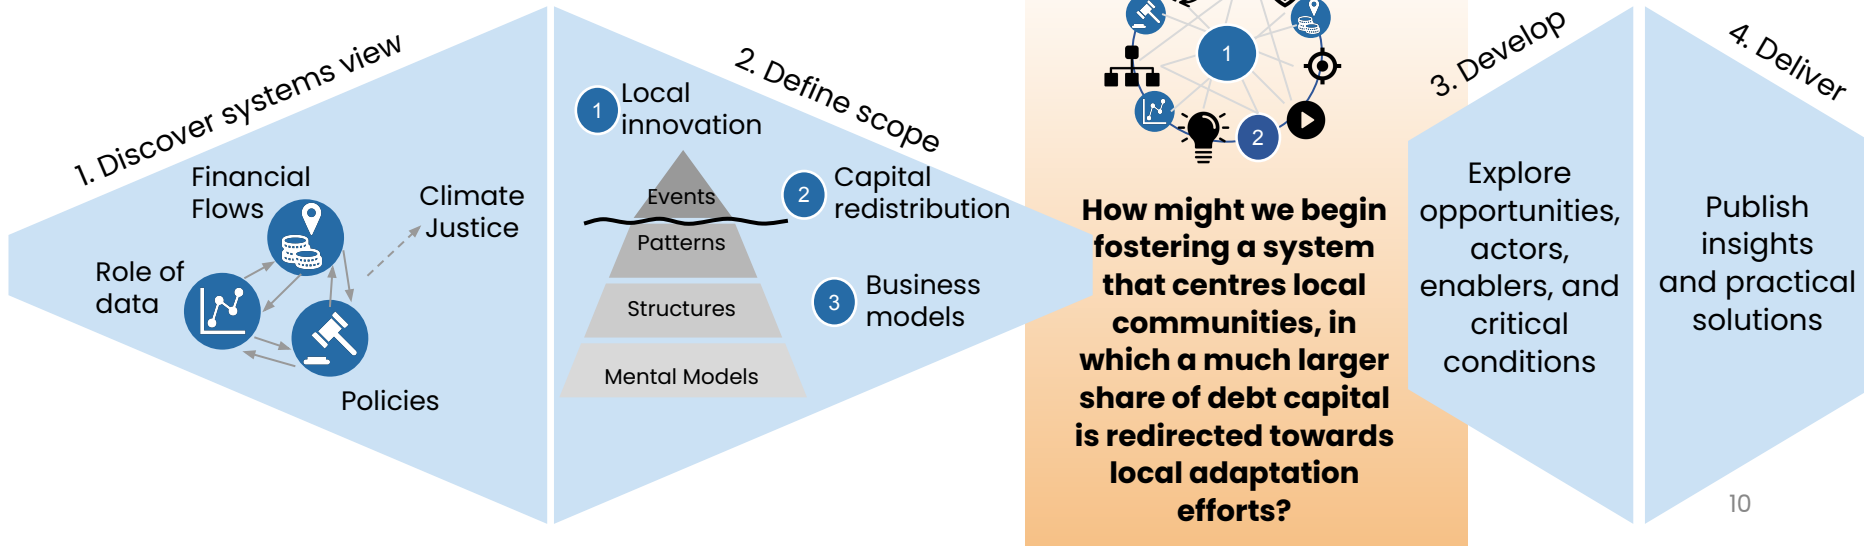 1. Discover systems view
Financial
Flows
Climate
Justice
Role of
data
Policies
2. Define scope
1
Local
innovation
Events
2
Capital
redistribution
Patterns
Structures
3
Business
models
Mental Models
1
2
How might we begin
fostering a system
that centres local
communities, in
which a much larger
share of debt capital
is redirected towards
local adaptation
efforts?
3. Develop
Explore
opportunities,
actors,
enablers, and
critical
conditions
4. Deliver
Publish
insights
and practical
solutions
10